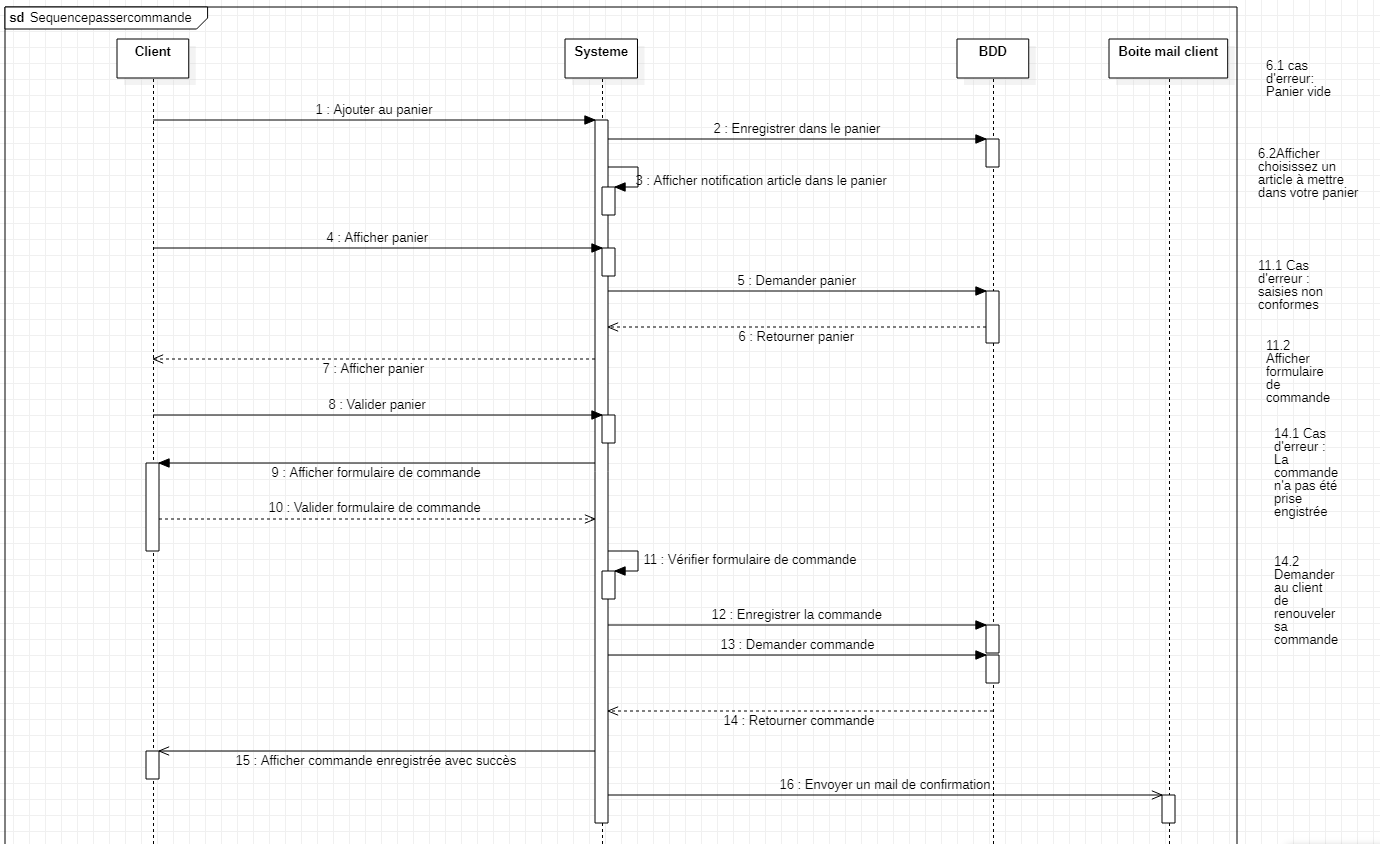 sd Sequencepassercommande
Client
Systeme
BDD
Boite mail client
1 : Ajouter au panier
2 : Enregistrer dans le panier
3 : Afficher notification article dans le panier
4 : Afficher panier
5 : Demander panier
6 : Retourner panier
7 : Afficher panier
8 : Valider panier
9 : Afficher formulaire de commande
10 : Valider formulaire de commande
11 : Vérifier formulaire de commande
12 : Enregistrer la commande
13 : Demander commande
14 : Retourner commande
15 : Afficher commande enregistrée avec succès
16 : Envoyer un mail de confirmation
6.1 cas
d'erreur:
Panier vide
6.2Afficher
choisissez un
article à mettre
dans votre panier
11.1 Cas
d'erreur :
saisies non
conformes
11.2
Afficher
formulaire
de
commande
14.1 Cas
d'erreur :
La
commande
n'a pas été
prise
engistrée
14.2
Demander
au client
de
renouveler
sa
commande